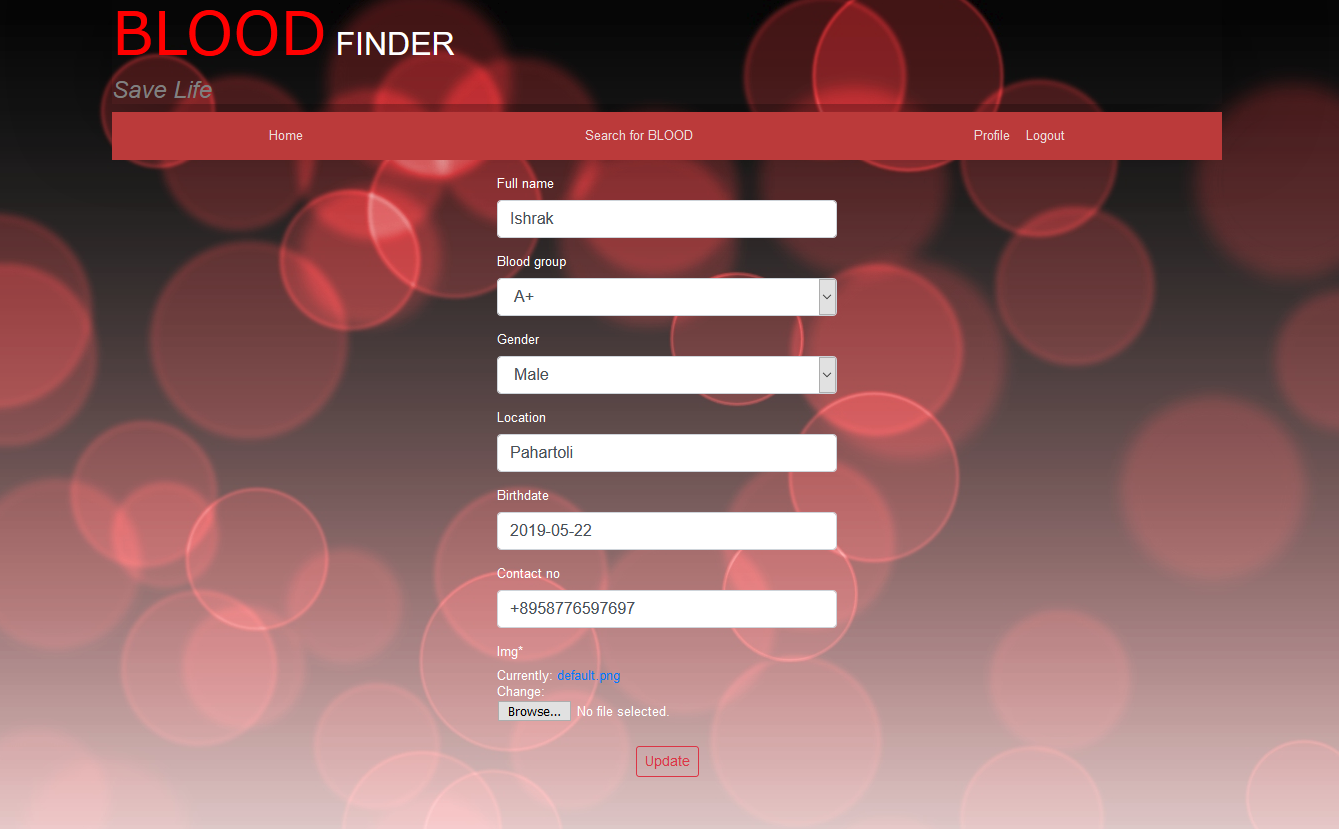 BLOOD FINDER
Save Life
Home Search for BLOOD Profile Logout
Full name
Ishrak
Blood group
A+
Gender
Male
Location
Pahartoli
Birthdate
2019-05-22
Contact no
+8958776597697
Img*
Currently: default.png
Change:
Browse... No file selected.
Update